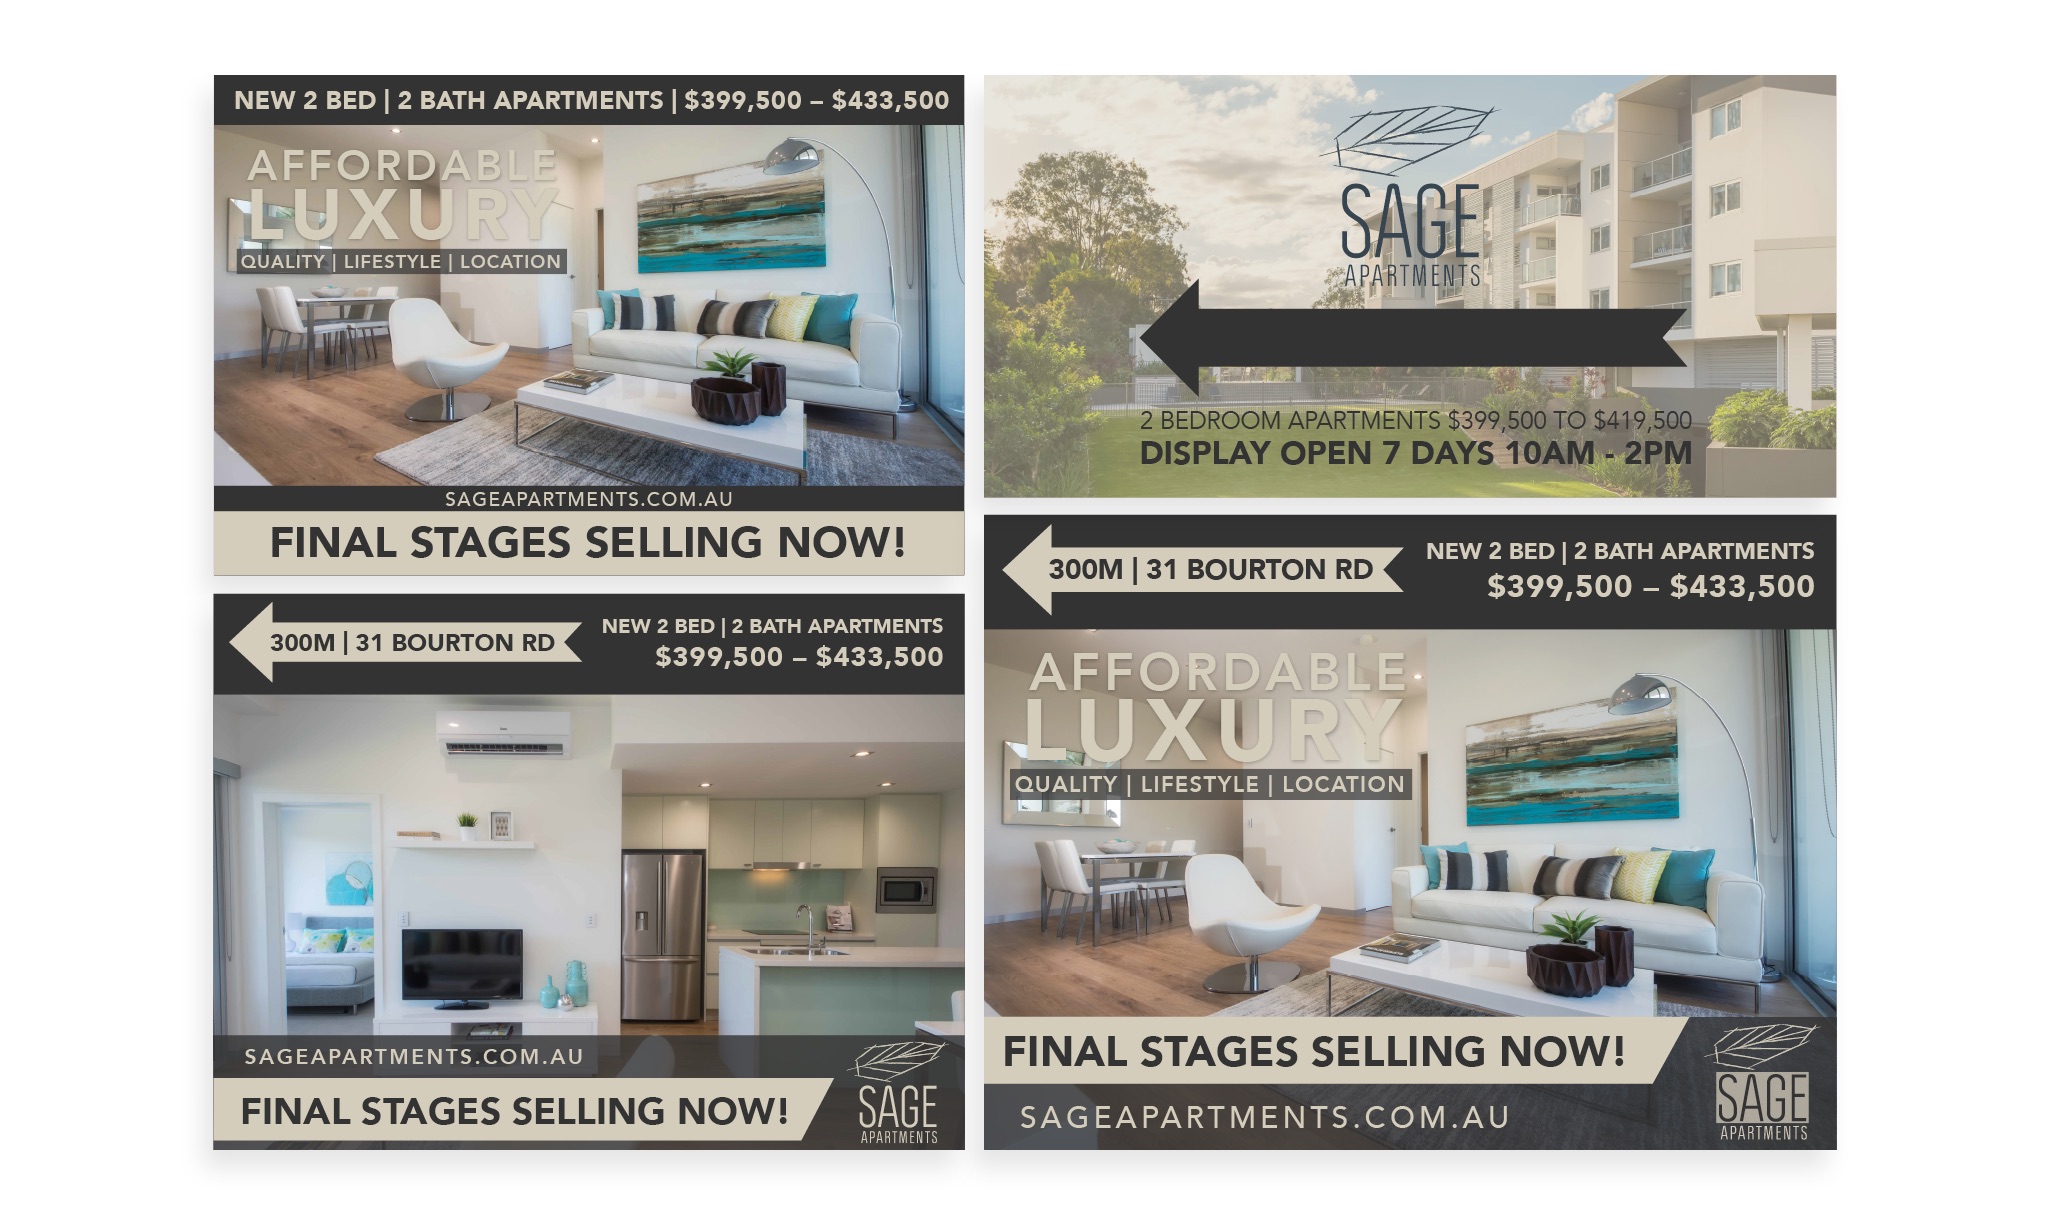 NEW 2 BED | 2 BATH APARTMENTS | $399,500 – $433,500
AFFORDABLE
LUXURY
QUALITY | LIFESTYLE | LOCATION
SAGEAPARTMENTS.COM.AU
FINAL STAGES SELLING NOW!
SAGE
APARTMENTS
2 BEDROOM APARTMENTS $399,500 TO $419,500
DISPLAY OPEN 7 DAYS 10AM - 2PM
300M | 31 BOURTON RD
NEW 2 BED | 2 BATH APARTMENTS
$399,500 – $433,500
SAGEAPARTMENTS.COM.AU
FINAL STAGES SELLING NOW!
SAGE
APARTMENTS
300M | 31 BOURTON RD
NEW 2 BED | 2 BATH APARTMENTS
$399,500 – $433,500
AFFORDABLE
LUXURY
QUALITY | LIFESTYLE | LOCATION
FINAL STAGES SELLING NOW!
SAGEAPARTMENTS.COM.AU
SAGE
APARTMENTS